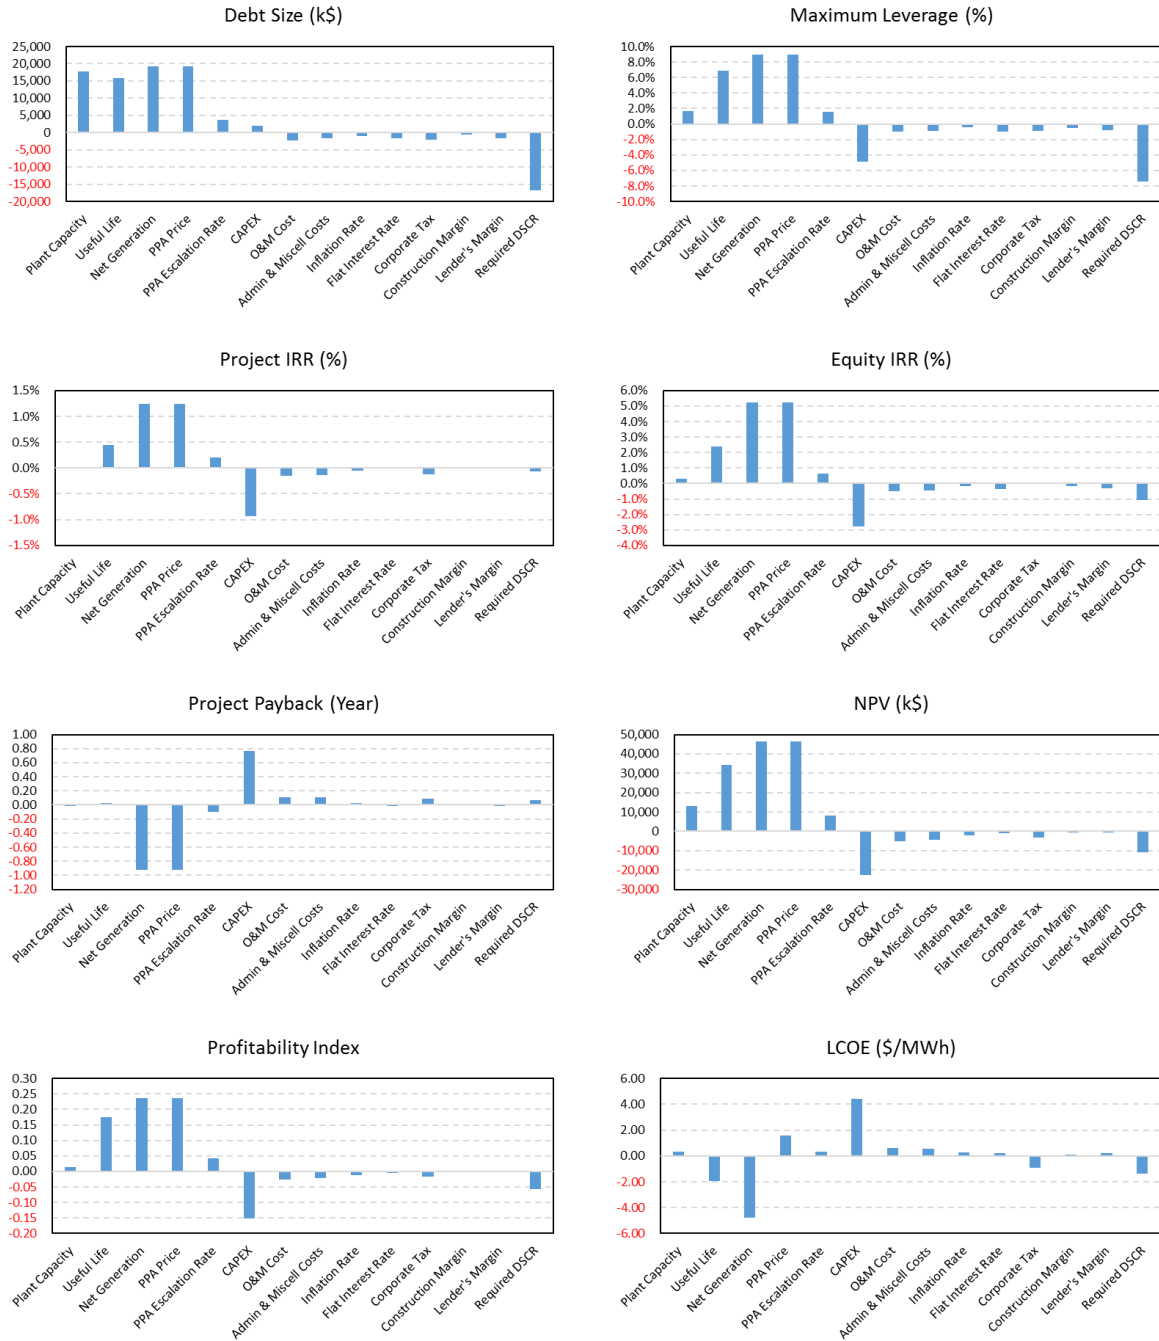 Debt Size (k$)
25,000
20,000
15,000
10,000
5,000
0
-5,000
-10,000
-15,000
-20,000
Plant Capacity
Useful Life
Net Generation
PPA Price
PPA Escalation Rate
CAPEX
O&M Cost
Admin & Miscell Costs
Inflation Rate
Flat Interest Rate
Corporate Tax
Construction Margin
Lender's Margin
Required DSCR
Maximum Leverage (%)
10.0%
8.0%
6.0%
4.0%
2.0%
0.0%
-2.0%
-4.0%
-6.0%
-8.0%
-10.0%
Plant Capacity
Useful Life
Net Generation
PPA Price
PPA Escalation Rate
CAPEX
O&M Cost
Admin & Miscell Costs
Inflation Rate
Flat Interest Rate
Corporate Tax
Construction Margin
Lender's Margin
Required DSCR
Project IRR (%)
1.5%
1.0%
0.5%
0.0%
-0.5%
-1.0%
-1.5%
Plant Capacity
Useful Life
Net Generation
PPA Price
PPA Escalation Rate
CAPEX
O&M Cost
Admin & Miscell Costs
Inflation Rate
Flat Interest Rate
Corporate Tax
Construction Margin
Lender's Margin
Required DSCR
Equity IRR (%)
6.0%
5.0%
4.0%
3.0%
2.0%
1.0%
0.0%
-1.0%
-2.0%
-3.0%
-4.0%
Plant Capacity
Useful Life
Net Generation
PPA Price
PPA Escalation Rate
CAPEX
O&M Cost
Admin & Miscell Costs
Inflation Rate
Flat Interest Rate
Corporate Tax
Construction Margin
Lender's Margin
Required DSCR
Project Payback (Year)
1.00
0.80
0.60
0.40
0.20
0.00
-0.20
-0.40
-0.60
-0.80
-1.00
-1.20
Plant Capacity
Useful Life
Net Generation
PPA Price
PPA Escalation Rate
CAPEX
O&M Cost
Admin & Miscell Costs
Inflation Rate
Flat Interest Rate
Corporate Tax
Construction Margin
Lender's Margin
Required DSCR
NPV (k$)
50,000
40,000
30,000
20,000
10,000
0
-10,000
-20,000
-30,000
Plant Capacity
Useful Life
Net Generation
PPA Price
PPA Escalation Rate
CAPEX
O&M Cost
Admin & Miscell Costs
Inflation Rate
Flat Interest Rate
Corporate Tax
Construction Margin
Lender's Margin
Required DSCR
Profitability Index
0.30
0.25
0.20
0.15
0.10
0.05
0.00
-0.05
-0.10
-0.15
-0.20
Plant Capacity
Useful Life
Net Generation
PPA Price
PPA Escalation Rate
CAPEX
O&M Cost
Admin & Miscell Costs
Inflation Rate
Flat Interest Rate
Corporate Tax
Construction Margin
Lender's Margin
Required DSCR
LCOE ($/MWh)
6.00
4.00
2.00
0.00
-2.00
-4.00
-6.00
Plant Capacity
Useful Life
Net Generation
PPA Price
PPA Escalation Rate
CAPEX
O&M Cost
Admin & Miscell Costs
Inflation Rate
Flat Interest Rate
Corporate Tax
Construction Margin
Lender's Margin
Required DSCR